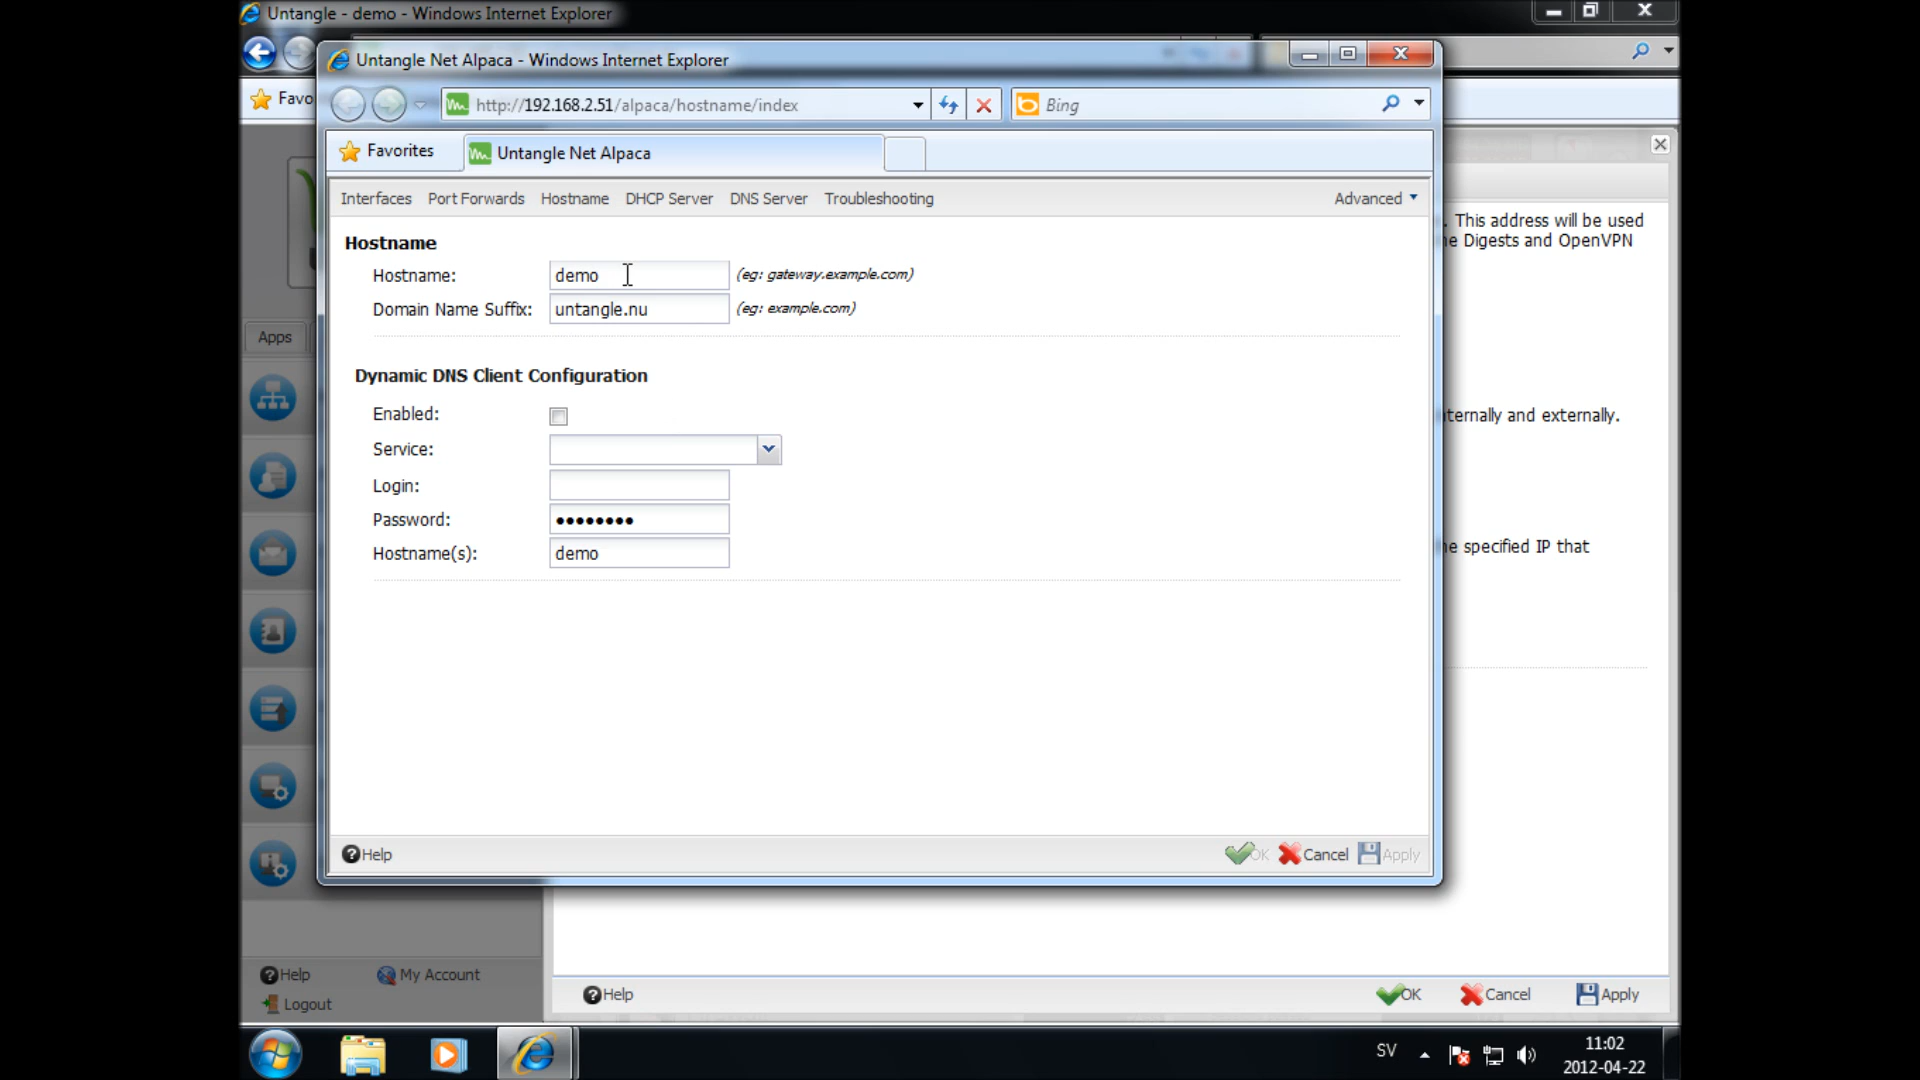 Untangle - demo - Windows Internet Explorer
Untangle Net Alpaca - Windows Internet Explorer
http://192.168.2.51/alpaca/hostname/index
Bing
Favo
Favorites
Untangle Net Alpaca
Interfaces Port Forwards Hostname DHCP Server DNS Server Troubleshooting Advanced
Hostname
Hostname: demo (eg: gateway.example.com)
Domain Name Suffix: untangle.nu (eg: example.com)
Dynamic DNS Client Configuration
Enabled:
Service:
Login:
Password: ••••••••
Hostname(s): demo
Help OK Cancel Apply
. This address will be used
e Digests and OpenVPN
ternally and externally.
e specified IP that
Apps
Help My Account
Logout
Help OK Cancel Apply
SV
11:02
2012-04-22